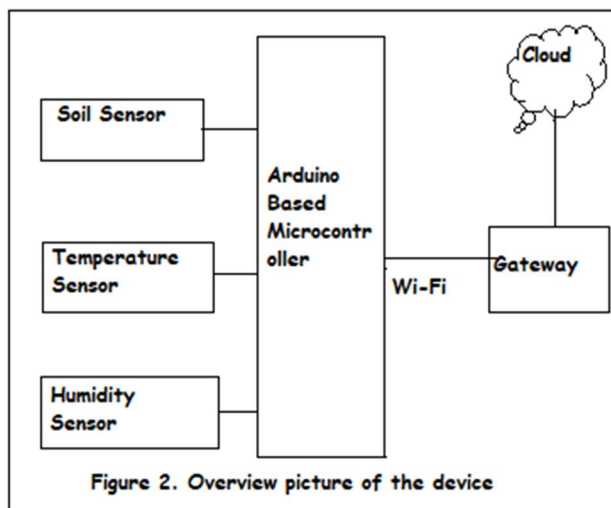 Cloud
Soil Sensor
Arduino
Based
Microcontr
oller
Temperature
Sensor
Gateway
Wi-Fi
Humidity
Sensor
Figure 2. Overview picture of the device